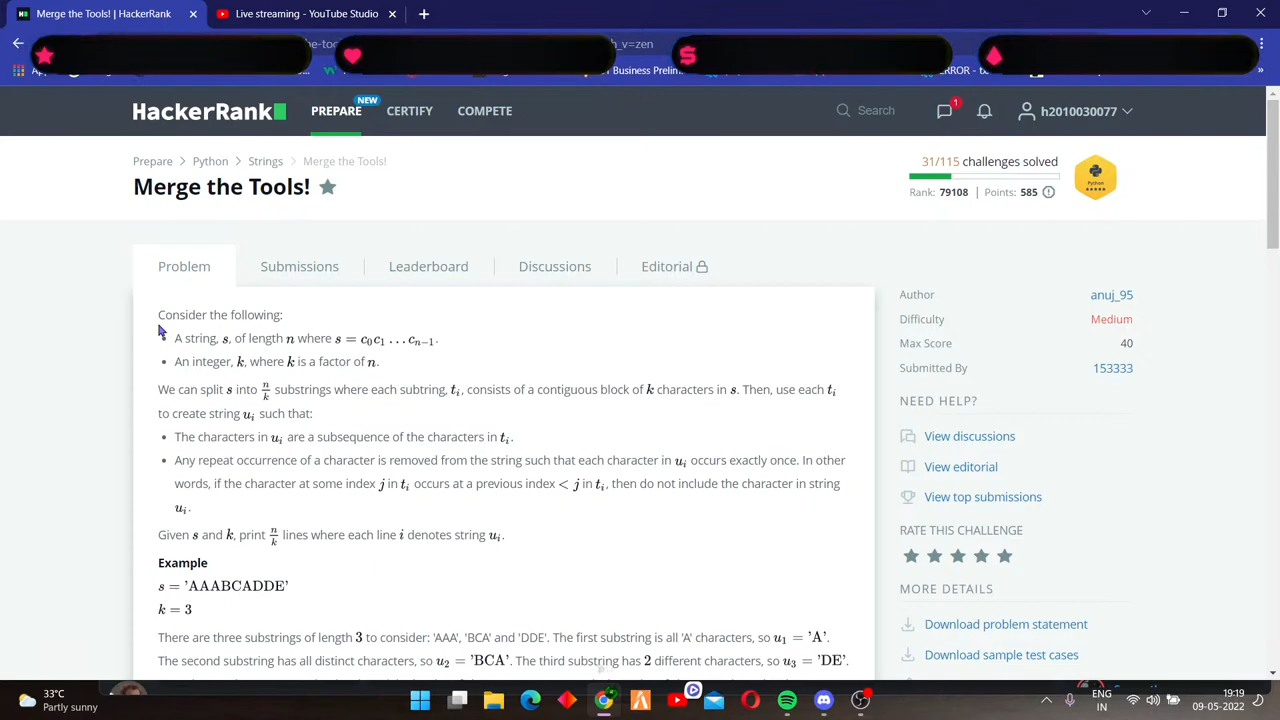 Merge the Tools! | HackerRank
Live streaming - YouTube Studio
h_v=zen
HackerRank
PREPARE
NEW
CERTIFY
COMPETE
Search
1
h2010030077
Prepare > Python > Strings > Merge the Tools!
Merge the Tools!
31/115 challenges solved
Rank: 79108 | Points: 585
Python
Problem
Submissions
Leaderboard
Discussions
Editorial
Consider the following:
• A string, s, of length n where s = c₀c₁ . . . cₙ₋₁.
• An integer, k, where k is a factor of n.
We can split s into n/k substrings where each subtring, tᵢ, consists of a contiguous block of k characters in s. Then, use each tᵢ
to create string uᵢ such that:
• The characters in uᵢ are a subsequence of the characters in tᵢ.
• Any repeat occurrence of a character is removed from the string such that each character in uᵢ occurs exactly once. In other
words, if the character at some index j in tᵢ occurs at a previous index < j in tᵢ, then do not include the character in string
uᵢ.
Given s and k, print n/k lines where each line i denotes string uᵢ.
Example
s = 'AAABCADDE'
k = 3
There are three substrings of length 3 to consider: 'AAA', 'BCA' and 'DDE'. The first substring is all 'A' characters, so u₁ = 'A'.
The second substring has all distinct characters, so u₂ = 'BCA'. The third substring has 2 different characters, so u₃ = 'DE'.
Author
anuj_95
Difficulty
Medium
Max Score
40
Submitted By
153333
NEED HELP?
View discussions
View editorial
View top submissions
RATE THIS CHALLENGE
MORE DETAILS
Download problem statement
Download sample test cases
33°C
Partly sunny
ENG
IN
19:19
09-05-2022